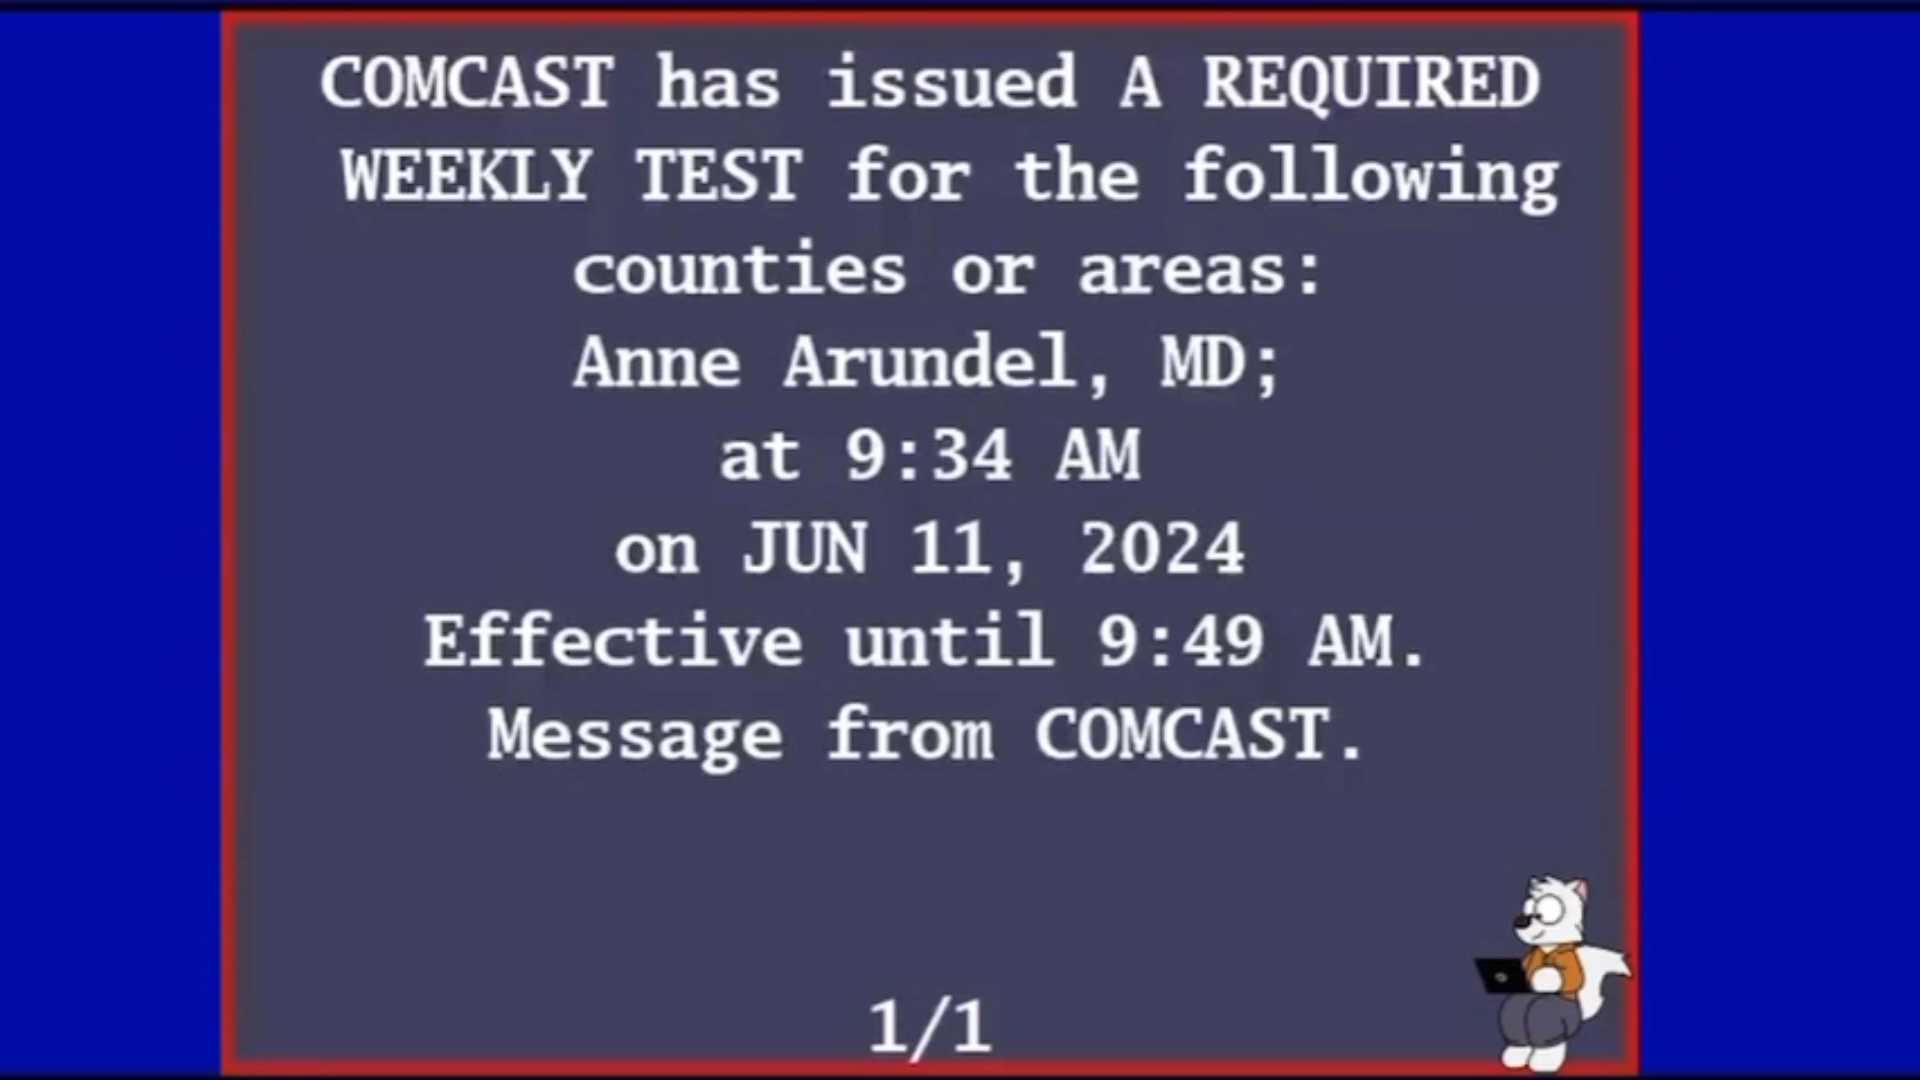 COMCAST has issued A REQUIRED
WEEKLY TEST for the following
counties or areas:
Anne Arundel, MD;
at 9:34 AM
on JUN 11, 2024
Effective until 9:49 AM.
Message from COMCAST.
1/1